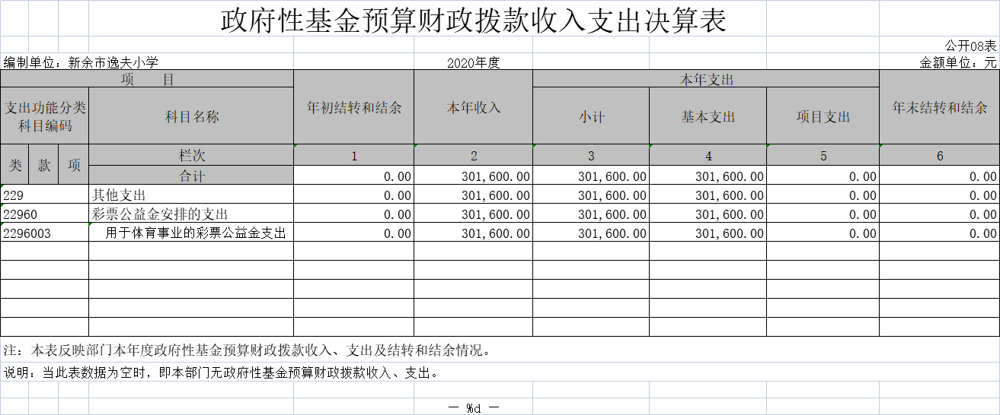 政府性基金预算财政拨款收入支出决算表
公开08表
编制单位：新余市逸夫小学 2020年度 金额单位：元
项 目 年初结转和结余 本年收入 本年支出 年末结转和结余
支出功能分类科目编码 科目名称 小计 基本支出 项目支出
类 款 项 栏次 1 2 3 4 5 6
合计 0.00 301,600.00 301,600.00 301,600.00 0.00 0.00
229 其他支出 0.00 301,600.00 301,600.00 301,600.00 0.00 0.00
22960 彩票公益金安排的支出 0.00 301,600.00 301,600.00 301,600.00 0.00 0.00
2296003 用于体育事业的彩票公益金支出 0.00 301,600.00 301,600.00 301,600.00 0.00 0.00
注：本表反映部门本年度政府性基金预算财政拨款收入、支出及结转和结余情况。
说明：当此表数据为空时，即本部门无政府性基金预算财政拨款收入、支出。
— %d —